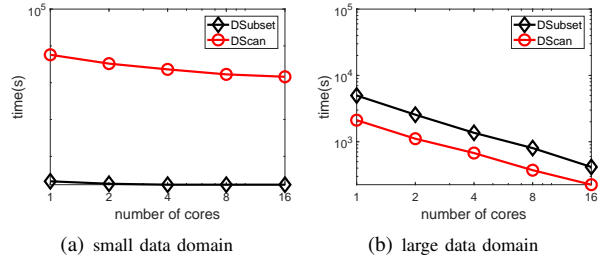 10^5
DSubset
DScan
time(s)
1 2 4 8 16
number of cores
(a) small data domain
10^5
DSubset
DScan
10^4
time(s)
10^3
1 2 4 8 16
number of cores
(b) large data domain